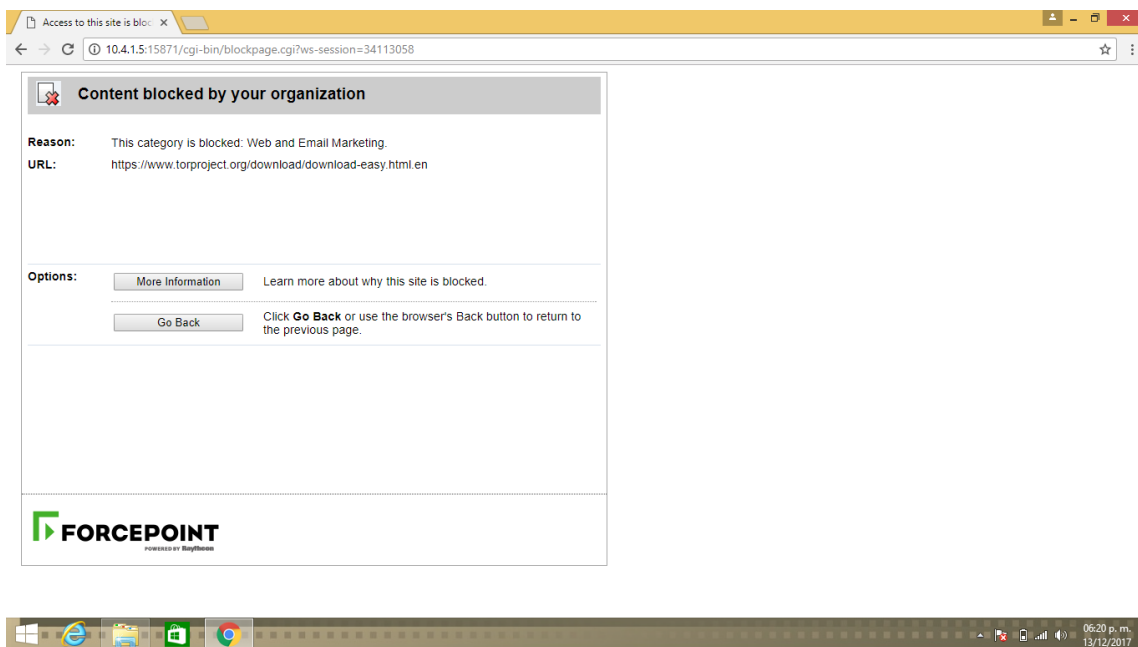 Access to this site is bloc
10.4.1.5:15871/cgi-bin/blockpage.cgi?ws-session=34113058
Content blocked by your organization
Reason: This category is blocked: Web and Email Marketing.
URL: https://www.torproject.org/download/download-easy.html.en
Options: More Information Learn more about why this site is blocked.
Go Back Click Go Back or use the browser's Back button to return to
the previous page.
FORCEPOINT
POWERED BY Raytheon
06:20 p. m.
13/12/2017